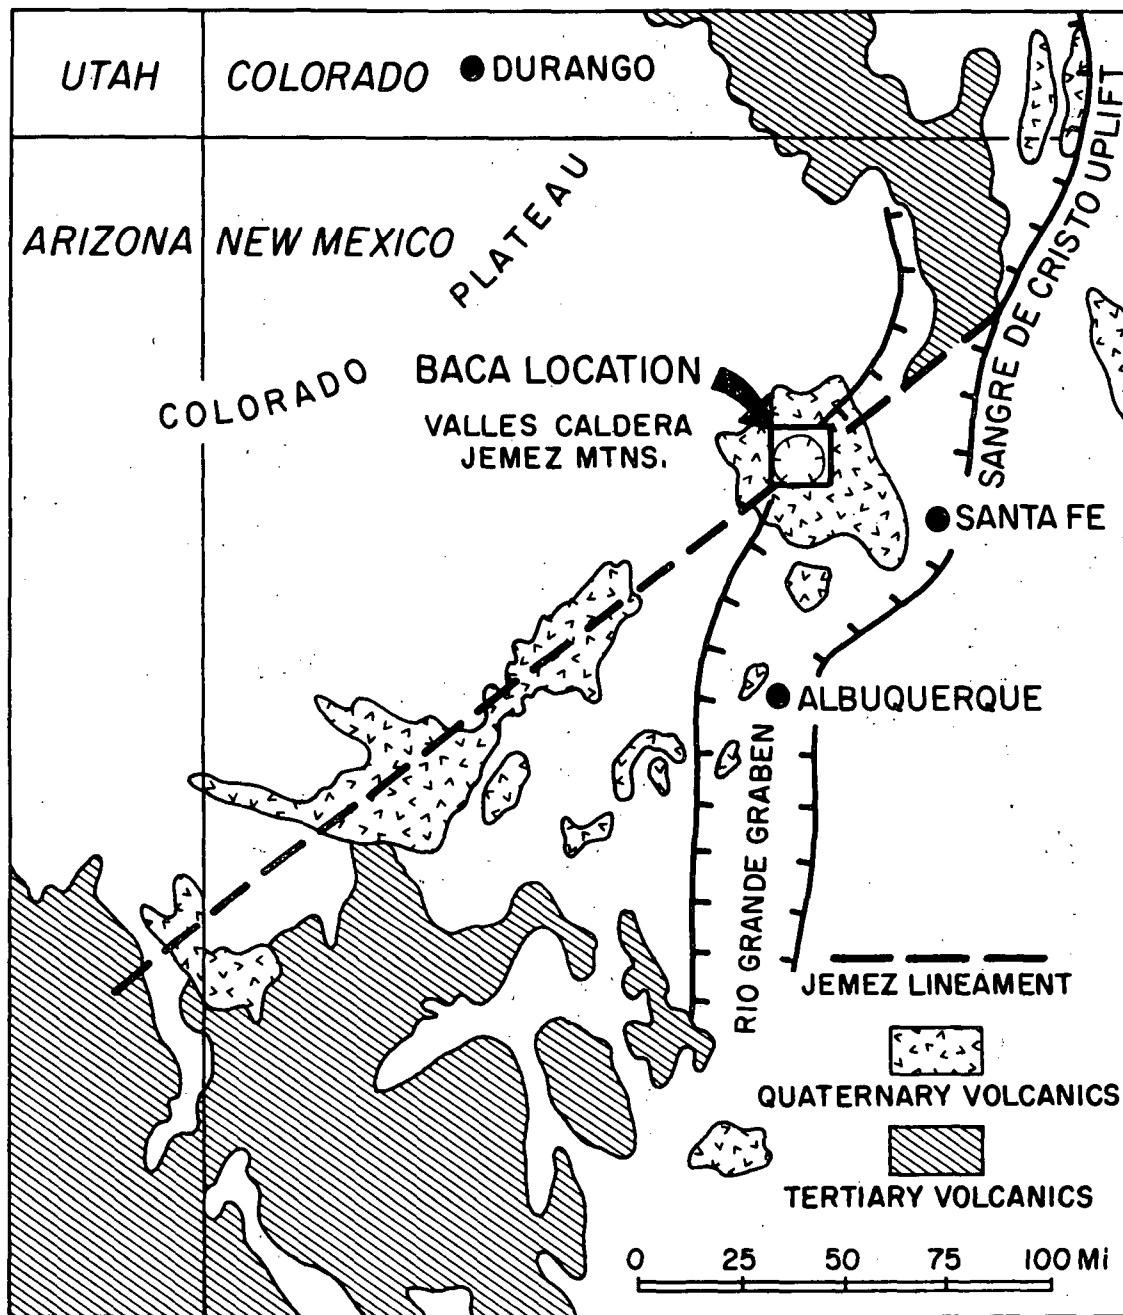 UTAH
COLORADO
DURANGO
ARIZONA
NEW MEXICO
COLORADO PLATEAU
SANGRE DE CRISTO UPLIFT
BACA LOCATION
VALLES CALDERA
JEMEZ MTNS.
SANTA FE
ALBUQUERQUE
RIO GRANDE GRABEN
JEMEZ LINEAMENT
QUATERNARY VOLCANICS
TERTIARY VOLCANICS
0 25 50 75 100 Mi